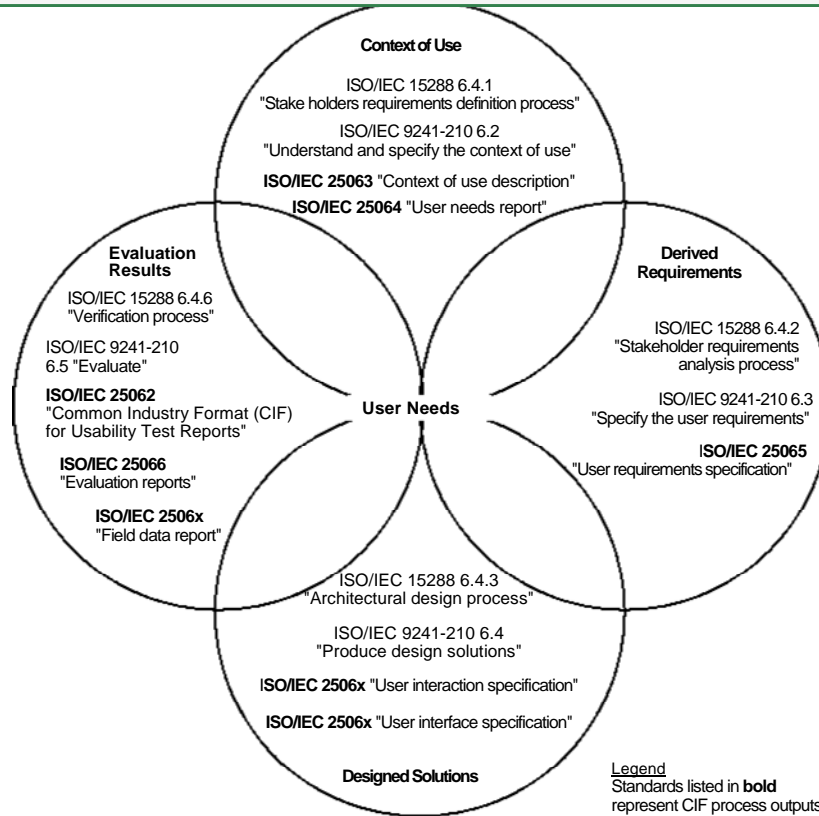 Context of Use
ISO/IEC 15288 6.4.1
"Stake holders requirements definition process"
ISO/IEC 9241-210 6.2
"Understand and specify the context of use"
ISO/IEC 25063 "Context of use description"
ISO/IEC 25064 "User needs report"
Evaluation
Results
ISO/IEC 15288 6.4.6
"Verification process"
ISO/IEC 9241-210
6.5 "Evaluate"
ISO/IEC 25062
"Common Industry Format (CIF)
for Usability Test Reports"
ISO/IEC 25066
"Evaluation reports"
ISO/IEC 2506x
"Field data report"
User Needs
Derived
Requirements
ISO/IEC 15288 6.4.2
"Stakeholder requirements
analysis process"
ISO/IEC 9241-210 6.3
"Specify the user requirements"
ISO/IEC 25065
"User requirements specification"
ISO/IEC 15288 6.4.3
"Architectural design process"
ISO/IEC 9241-210 6.4
"Produce design solutions"
ISO/IEC 2506x "User interaction specification"
ISO/IEC 2506x "User interface specification"
Designed Solutions
Legend
Standards listed in bold
represent CIF process outputs